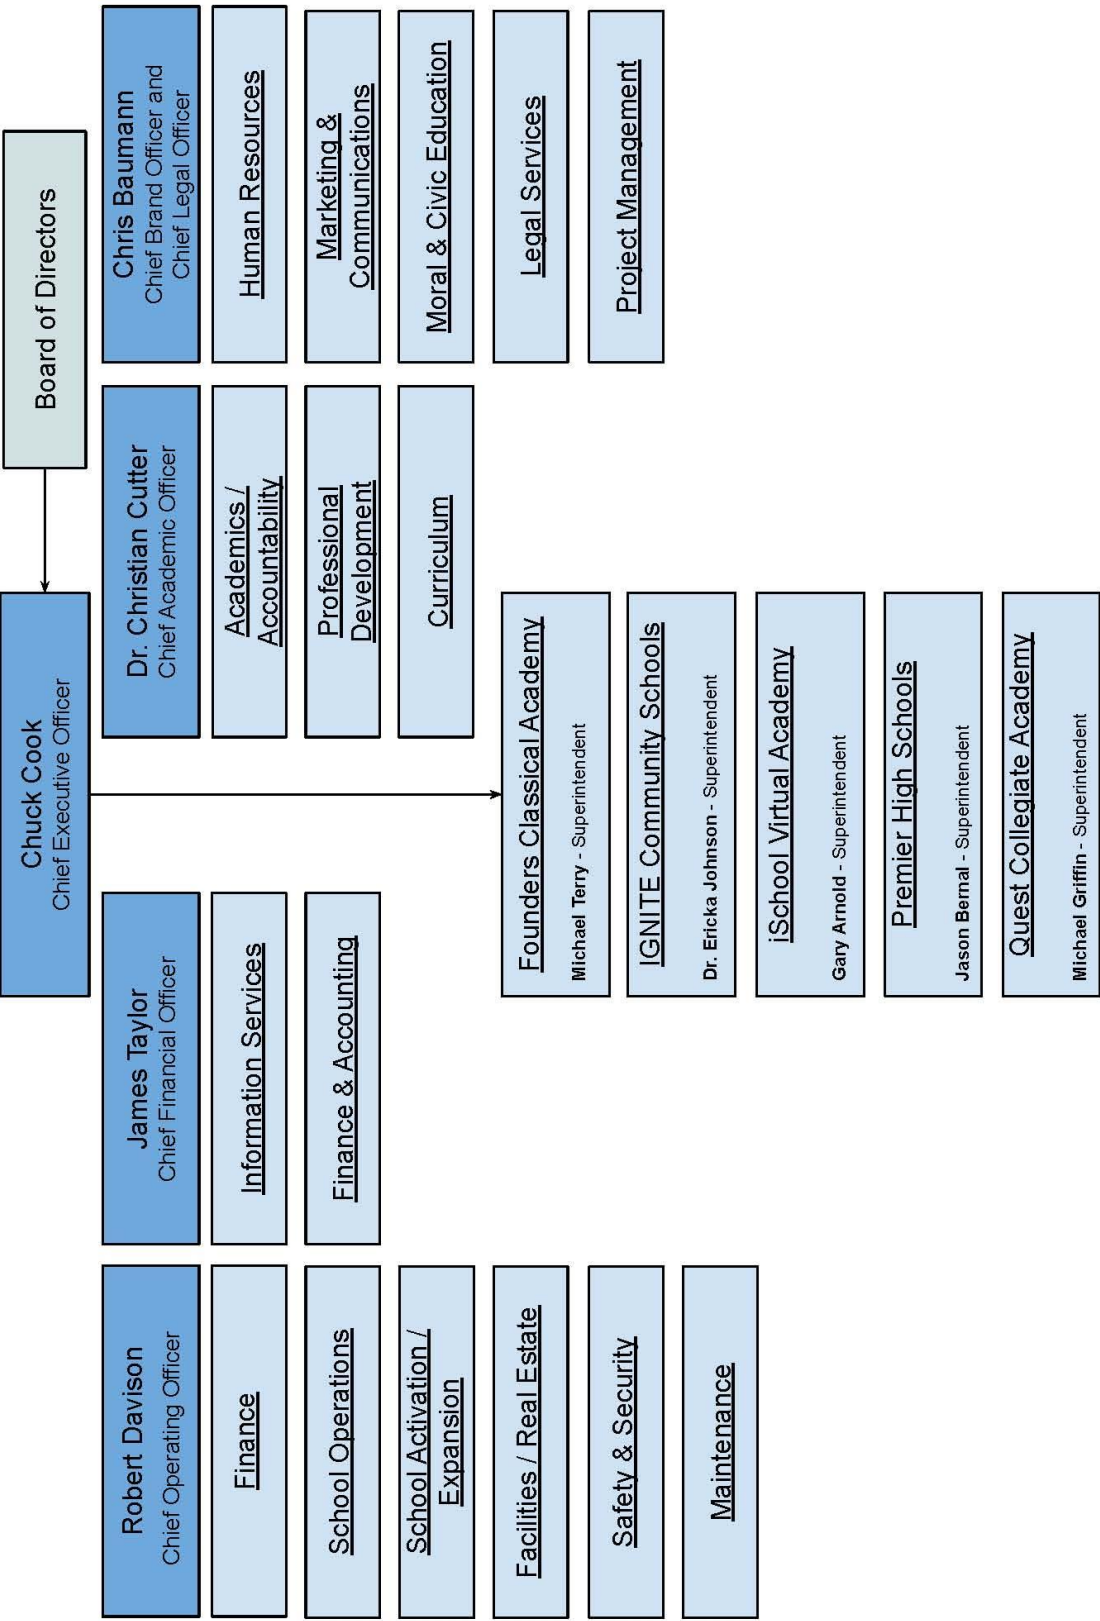 Board of Directors
Chuck Cook
Chief Executive Officer
Robert Davison
Chief Operating Officer
Finance
School Operations
School Activation /
Expansion
Facilities / Real Estate
Safety & Security
Maintenance
James Taylor
Chief Financial Officer
Information Services
Finance & Accounting
Dr. Christian Cutter
Chief Academic Officer
Academics /
Accountability
Professional
Development
Curriculum
Chris Baumann
Chief Brand Officer and
Chief Legal Officer
Human Resources
Marketing &
Communications
Moral & Civic Education
Legal Services
Project Management
Founders Classical Academy
Michael Terry - Superintendent
IGNITE Community Schools
Dr. Ericka Johnson - Superintendent
iSchool Virtual Academy
Gary Arnold - Superintendent
Premier High Schools
Jason Bernal - Superintendent
Quest Collegiate Academy
Michael Griffin - Superintendent